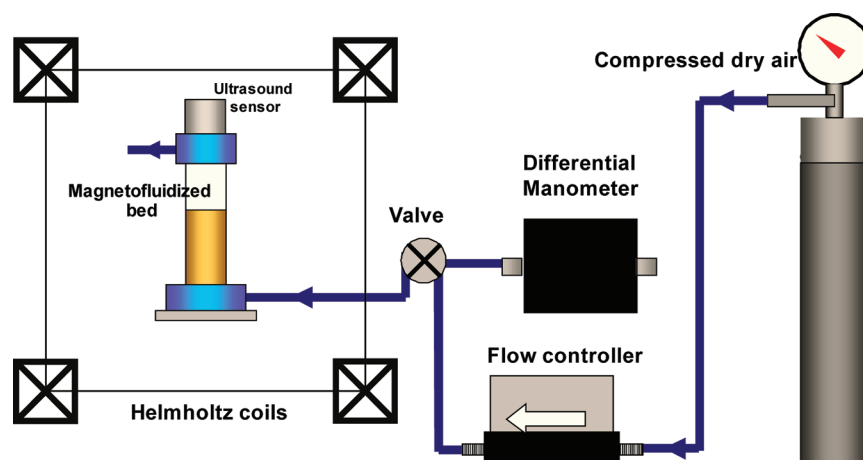 Ultrasound
sensor
Compressed dry air
Magnetofluidized
bed
Differential
Manometer
Valve
Flow controller
Helmholtz coils